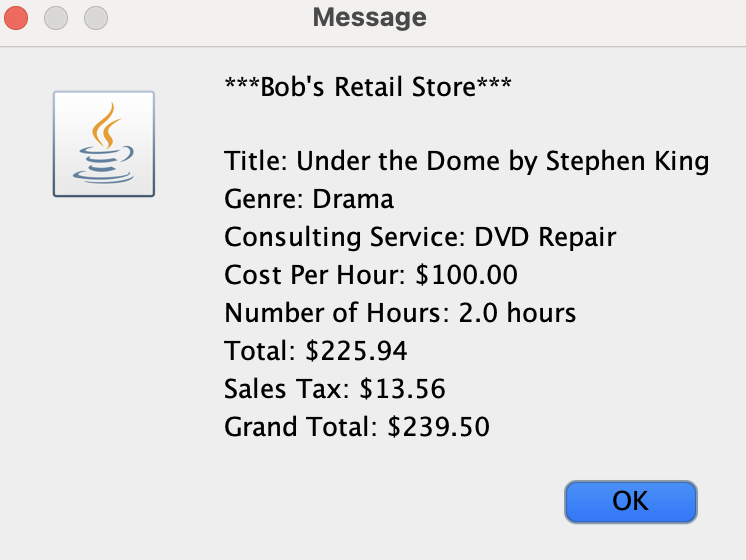 Message
***Bob's Retail Store***
Title: Under the Dome by Stephen King
Genre: Drama
Consulting Service: DVD Repair
Cost Per Hour: $100.00
Number of Hours: 2.0 hours
Total: $225.94
Sales Tax: $13.56
Grand Total: $239.50
OK